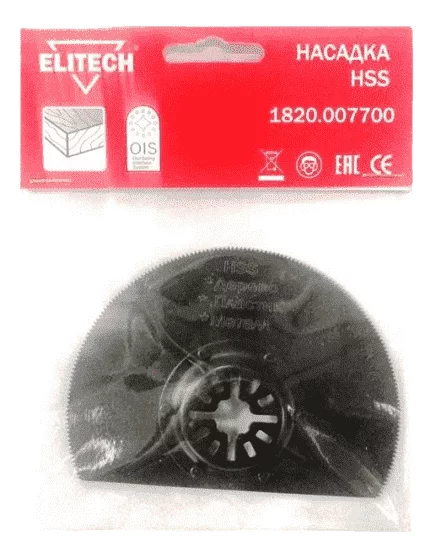 ELITECH
НАСАДКА
HSS
1820.007700
OIS
EAC CE
HSS
*Дерево
*Пластик
*Металл